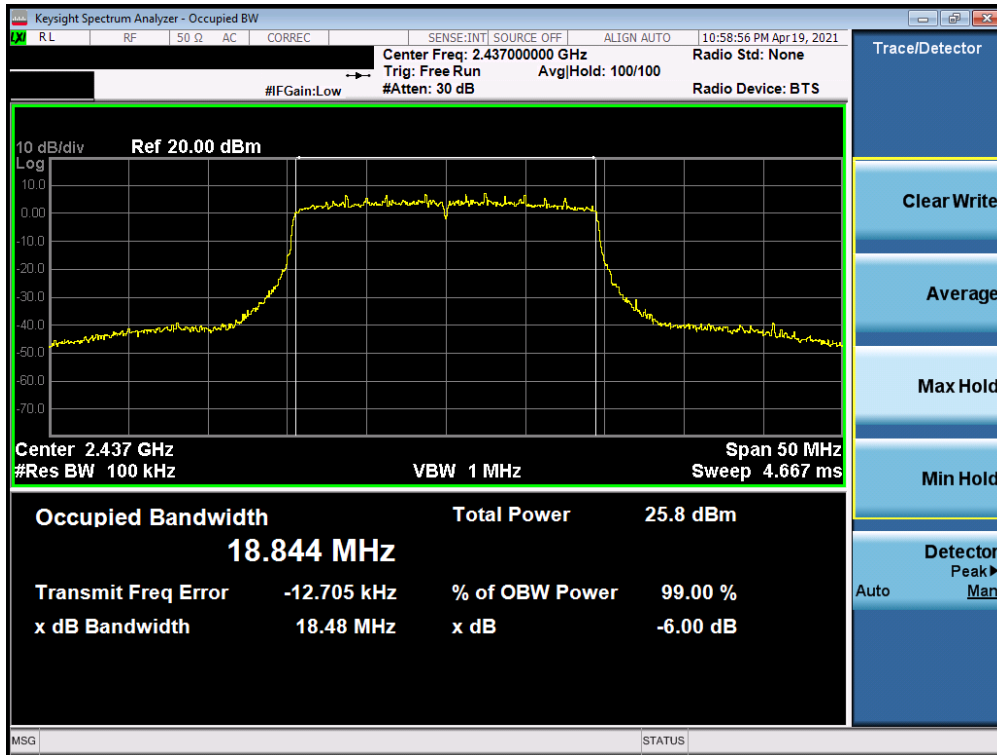 Keysight Spectrum Analyzer - Occupied BW
LXI RL RF 50 Ω AC CORREC SENSE:INT SOURCE OFF ALIGN AUTO 10:58:56 PM Apr 19, 2021
Center Freq: 2.437000000 GHz Radio Std: None
Trig: Free Run Avg|Hold: 100/100
#IFGain:Low #Atten: 30 dB Radio Device: BTS
10 dB/div Ref 20.00 dBm
Log
10.0
0.00
-10.0
-20.0
-30.0
-40.0
-50.0
-60.0
-70.0
Center 2.437 GHz Span 50 MHz
#Res BW 100 kHz VBW 1 MHz Sweep 4.667 ms
Occupied Bandwidth Total Power 25.8 dBm
18.844 MHz
Transmit Freq Error -12.705 kHz % of OBW Power 99.00 %
x dB Bandwidth 18.48 MHz x dB -6.00 dB
MSG STATUS
Trace/Detector
Clear Write
Average
Max Hold
Min Hold
Detector
Peak
Auto Man